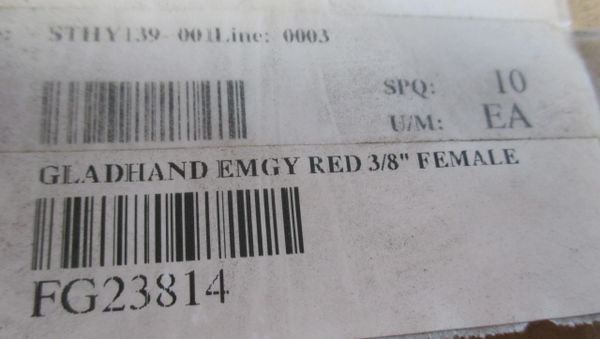 STHY139-001Line: 0003
SPQ: 10
U/M: EA
GLADHAND EMGY RED 3/8" FEMALE
FG23814